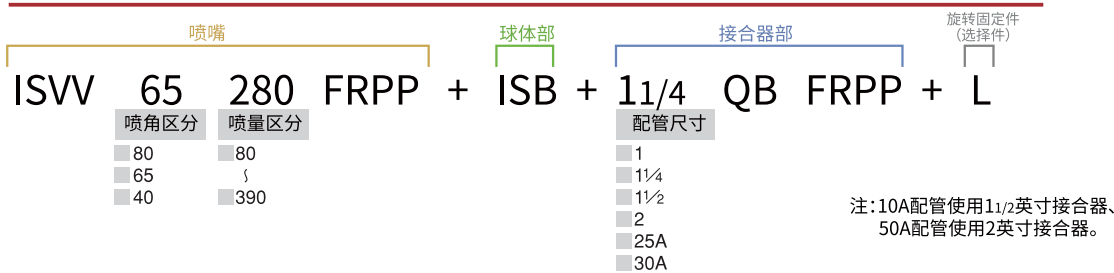 喷嘴
球体部
接合器部
旋转固定件
（选择件）
ISVV 65 280 FRPP + ISB + 11/4 QB FRPP + L
喷角区分
80
65
40
喷量区分
80
~
390
配管尺寸
1
1 1/4
1 1/2
2
25A
30A
注：10A配管使用11/2英寸接合器、
50A配管使用2英寸接合器。